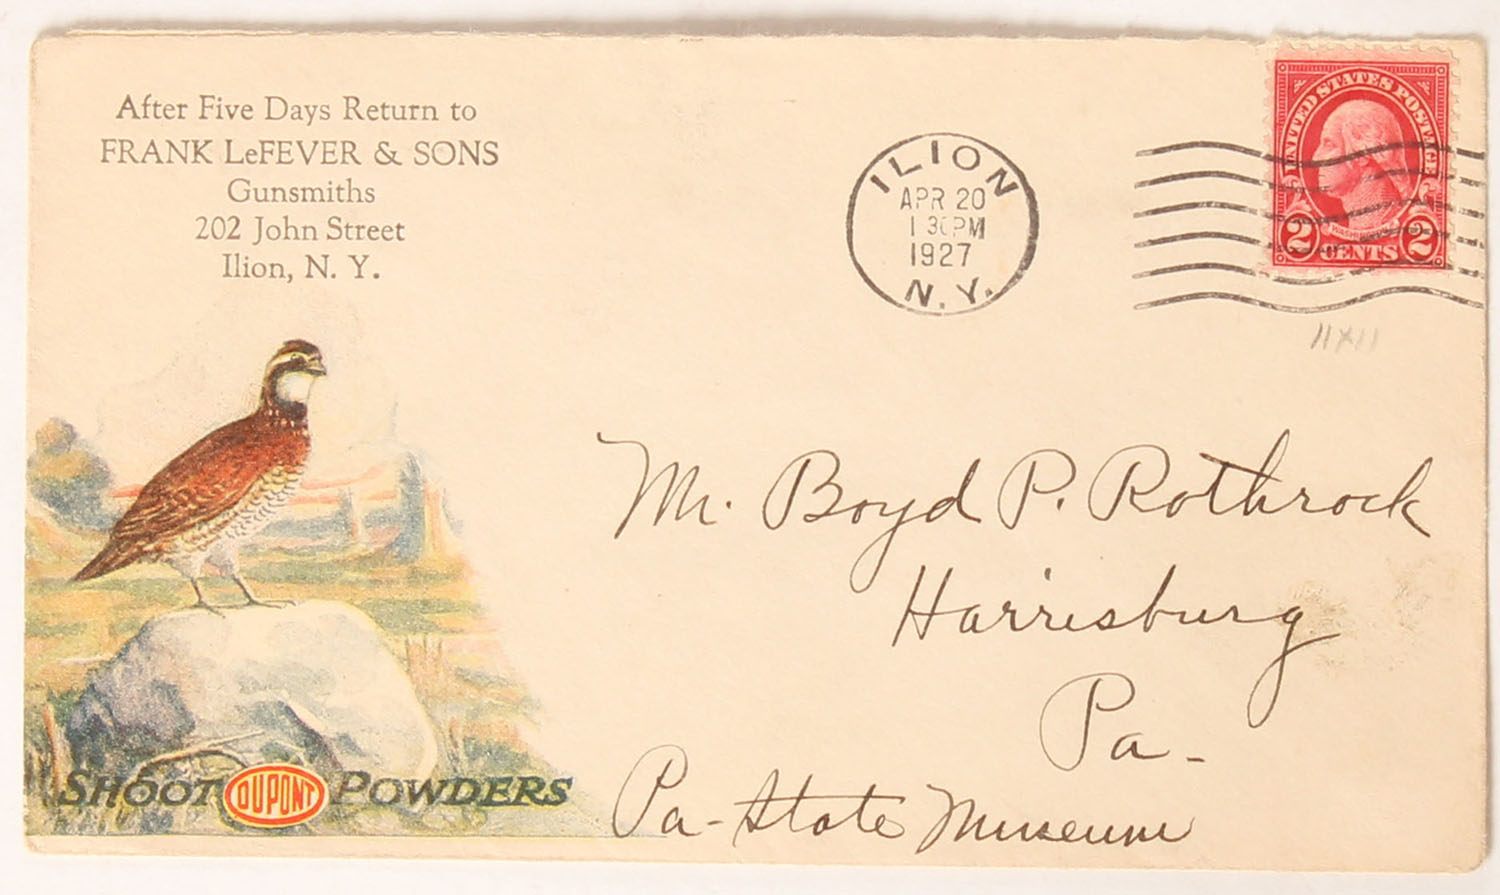 After Five Days Return to
FRANK LeFEVER & SONS
Gunsmiths
202 John Street
Ilion, N. Y.
ILION
APR 20
1 30 PM
1927
N.Y.
UNITED STATES POSTAGE
WASHINGTON
2 CENTS 2
11X11
Mr. Boyd P. Rothrock
Harrisburg
Pa-
Pa-State Museum
SHOOT DUPONT POWDERS